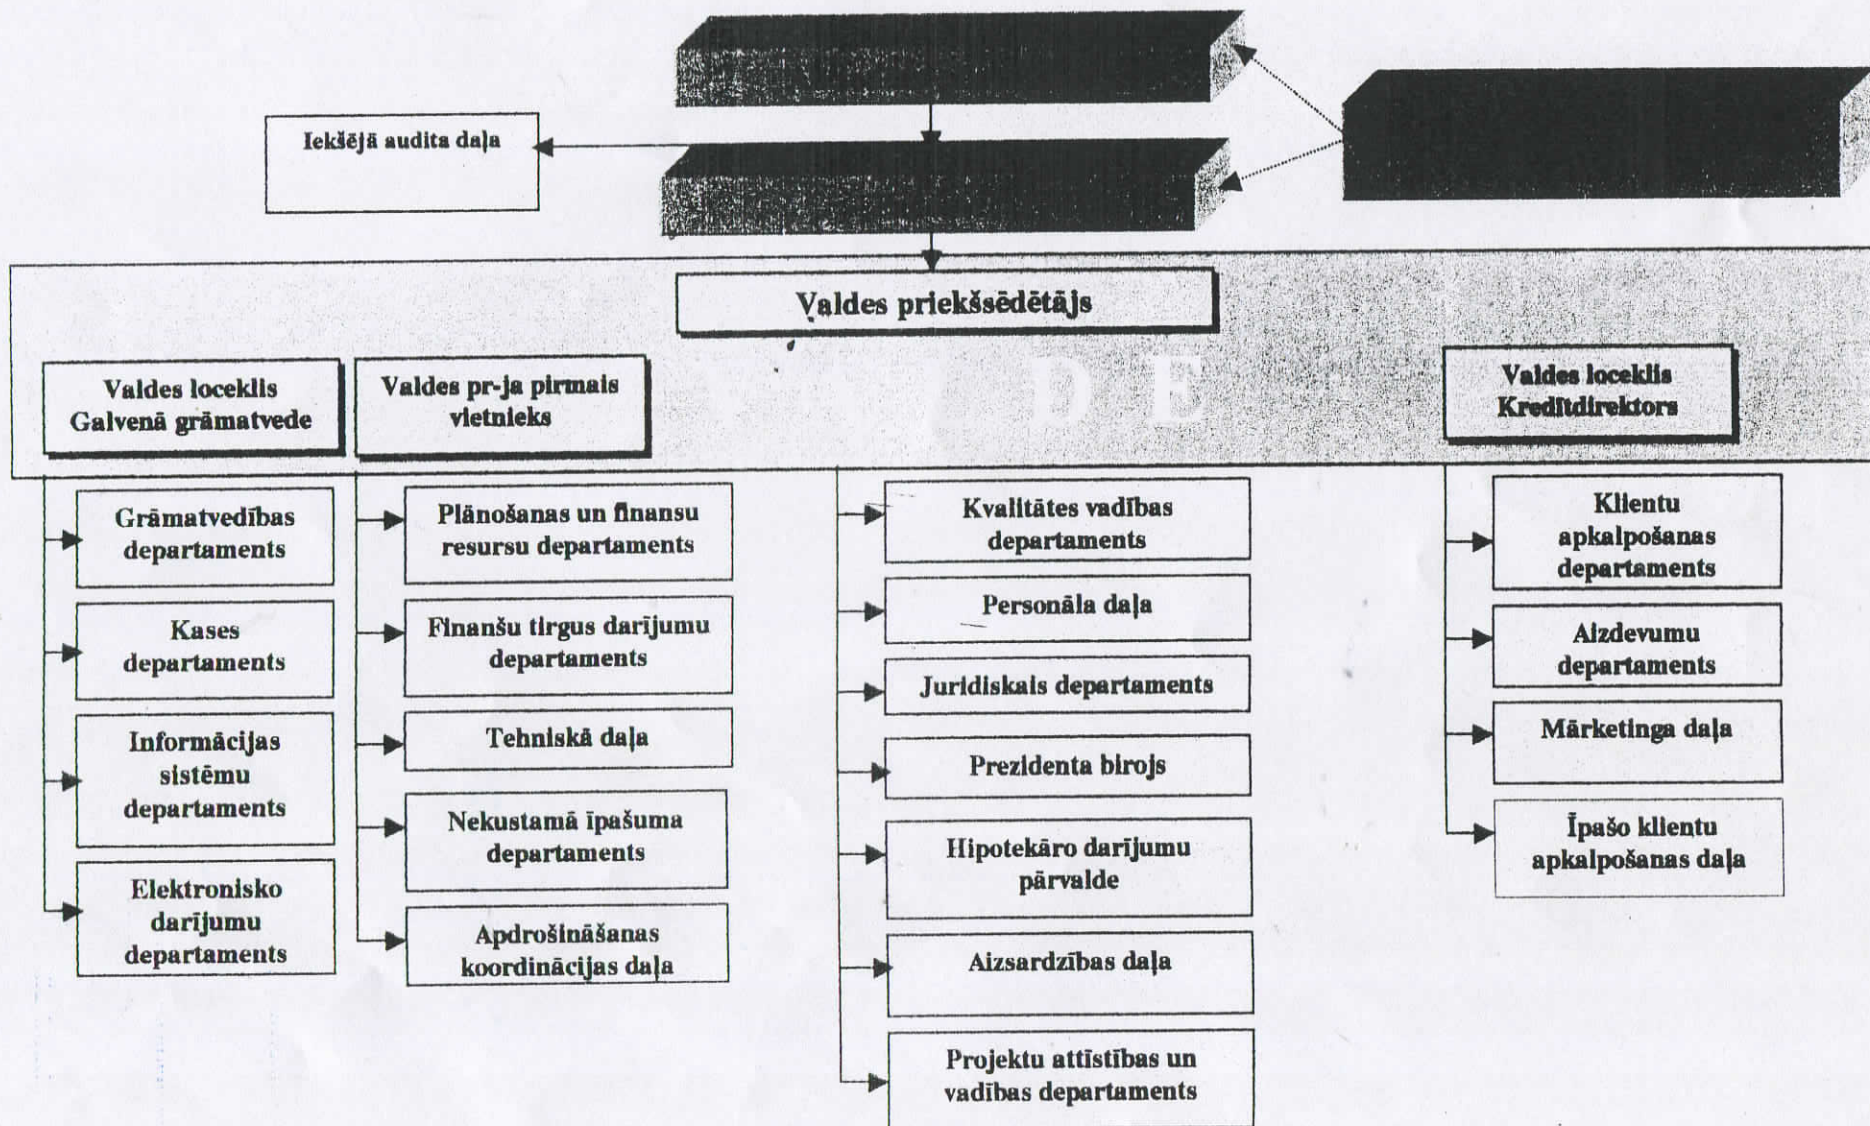 Iekšējā audita daļa
Valdes priekšsēdētājs
D E
Valdes loceklis
Galvenā grāmatvede
Valdes pr-ja pirmais
vietnieks
Valdes loceklis
Kredītdirektors
Grāmatvedības
departaments
Kases
departaments
Informācijas
sistēmu
departaments
Elektronisko
darījumu
departaments
Plānošanas un finansu
resursu departaments
Finanšu tirgus darījumu
departaments
Tehniskā daļa
Nekustamā īpašuma
departaments
Apdrošināšanas
koordinācijas daļa
Kvalitātes vadības
departaments
Personāla daļa
Juridiskais departaments
Prezidenta birojs
Hipotekāro darījumu
pārvalde
Aizsardzības daļa
Projektu attīstības un
vadības departaments
Klientu
apkalpošanas
departaments
Aizdevumu
departaments
Mārketinga daļa
Īpašo klientu
apkalpošanas daļa